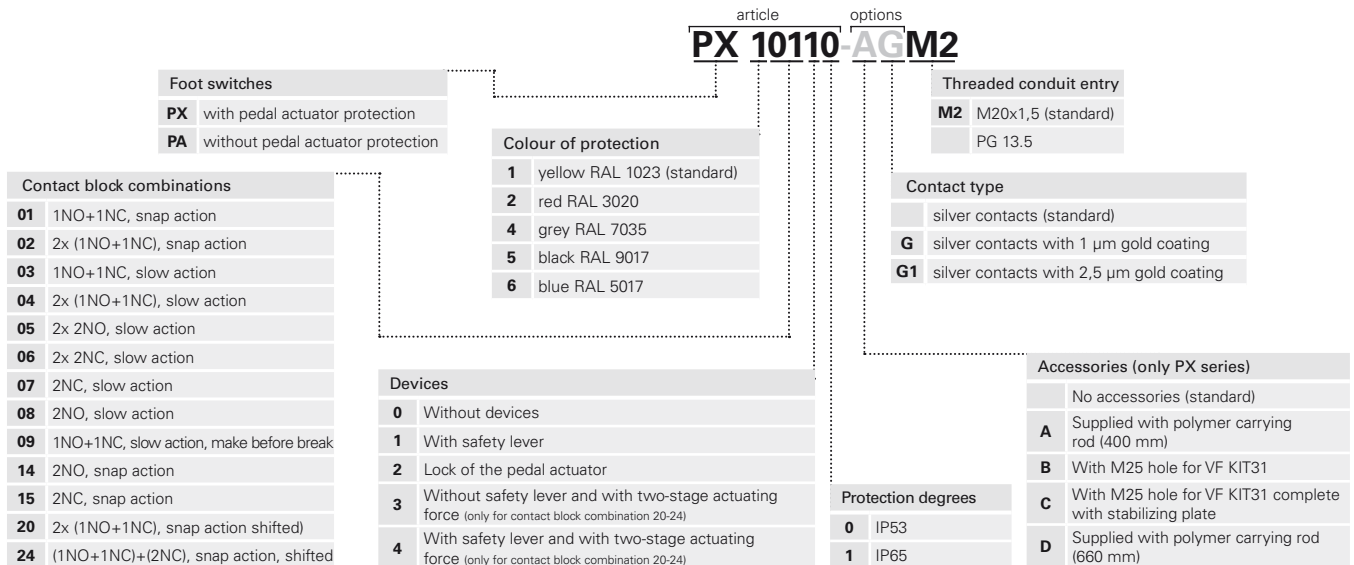 article options
PX 10110-AGM2
Foot switches
PX with pedal actuator protection
PA without pedal actuator protection
Threaded conduit entry
M2 M20x1,5 (standard)
PG 13.5
Colour of protection
1 yellow RAL 1023 (standard)
2 red RAL 3020
4 grey RAL 7035
5 black RAL 9017
6 blue RAL 5017
Contact block combinations
01 1NO+1NC, snap action
02 2x (1NO+1NC), snap action
03 1NO+1NC, slow action
04 2x (1NO+1NC), slow action
05 2x 2NO, slow action
06 2x 2NC, slow action
07 2NC, slow action
08 2NO, slow action
09 1NO+1NC, slow action, make before break
14 2NO, snap action
15 2NC, snap action
20 2x (1NO+1NC), snap action shifted)
24 (1NO+1NC)+(2NC), snap action, shifted
Contact type
silver contacts (standard)
G silver contacts with 1 µm gold coating
G1 silver contacts with 2,5 µm gold coating
Devices
0 Without devices
1 With safety lever
2 Lock of the pedal actuator
3 Without safety lever and with two-stage actuating
force (only for contact block combination 20-24)
4 With safety lever and with two-stage actuating
force (only for contact block combination 20-24)
Protection degrees
0 IP53
1 IP65
Accessories (only PX series)
No accessories (standard)
A Supplied with polymer carrying
rod (400 mm)
B With M25 hole for VF KIT31
C With M25 hole for VF KIT31 complete
with stabilizing plate
D Supplied with polymer carrying rod
(660 mm)